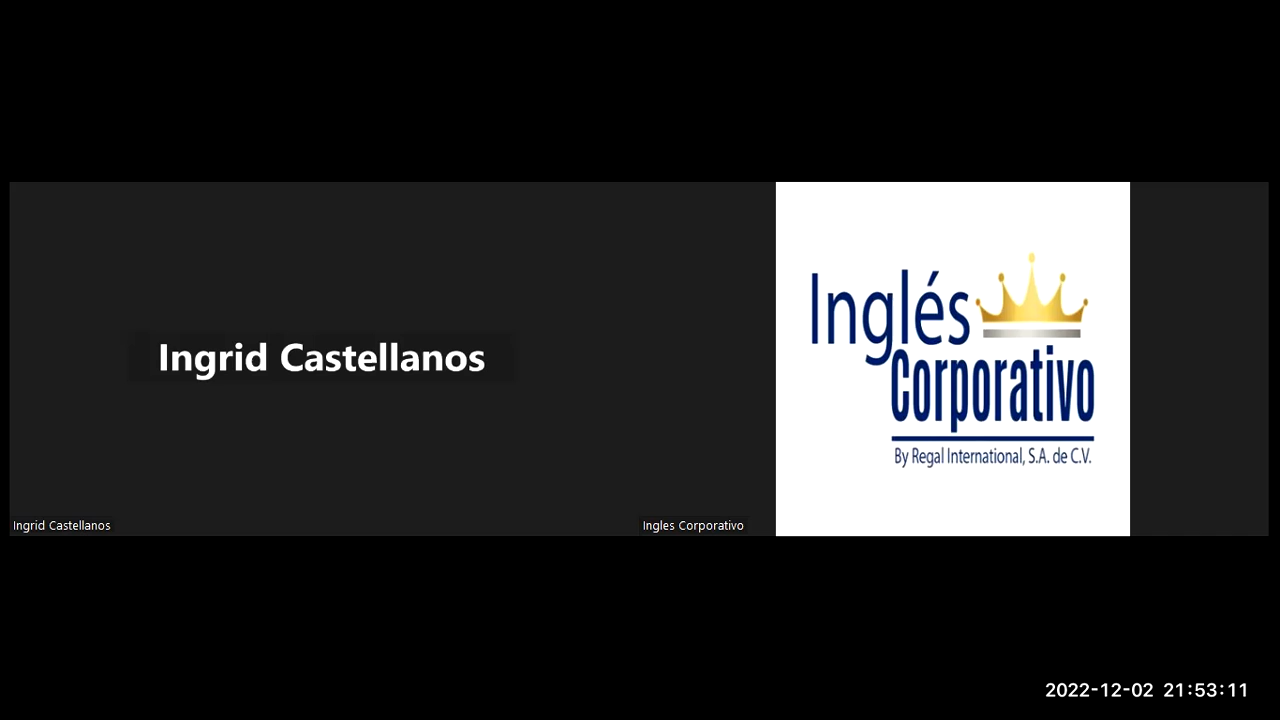 Ingrid Castellanos
Inglés
Corporativo
By Regal International, S.A. de C.V.
Ingrid Castellanos
Ingles Corporativo
2022-12-02 21:53:11